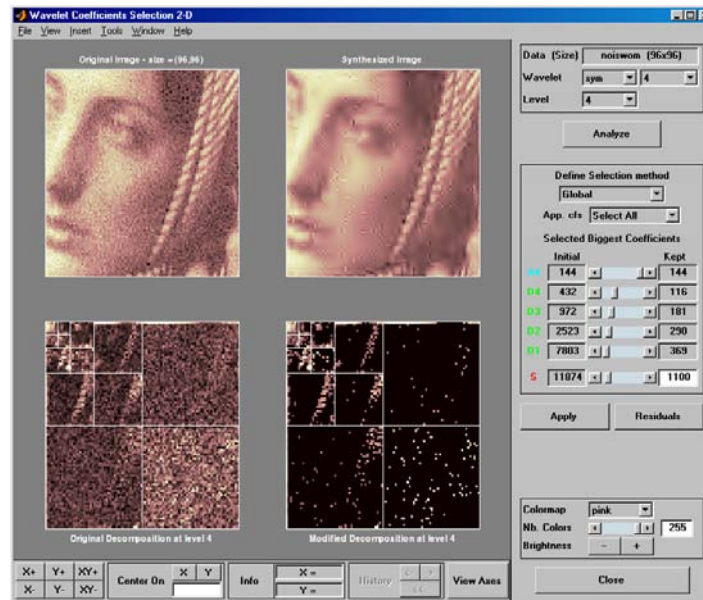 Wavelet Coefficients Selection 2-D
File View Insert Tools Window Help
Original Image - size = (96,96)
Synthesized Image
Original Decomposition at level 4
Modified Decomposition at level 4
Data (Size) noiswom (96x96)
Wavelet sym 4
Level 4
Analyze
Define Selection method
Global
App. cfs Select All
Selected Biggest Coefficients
Initial Kept
A4 144 144
D4 432 116
D3 972 181
D2 2523 290
D1 7803 369
S 11874 1100
Apply Residuals
Colormap pink
Nb. Colors 255
Brightness - +
Close
X+ Y+ XY+
X- Y- XY-
Center On X Y
Info X =
Y =
History <- ->
<<-
View Axes